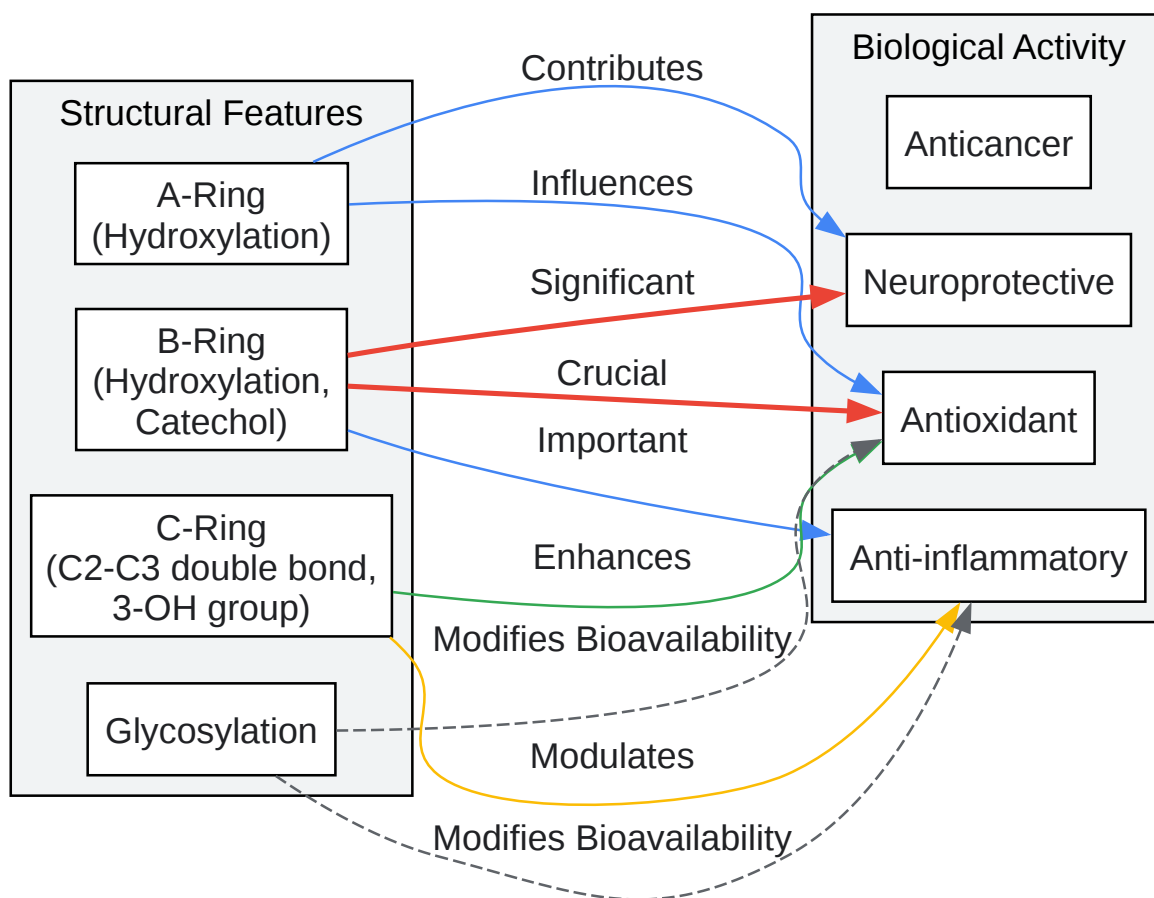 Structural Features
A-Ring
(Hydroxylation)
B-Ring
(Hydroxylation,
Catechol)
C-Ring
(C2-C3 double bond,
3-OH group)
Glycosylation
Contributes
Influences
Significant
Crucial
Important
Enhances
Modifies Bioavailability
Modulates
Modifies Bioavailability
Biological Activity
Anticancer
Neuroprotective
Antioxidant
Anti-inflammatory